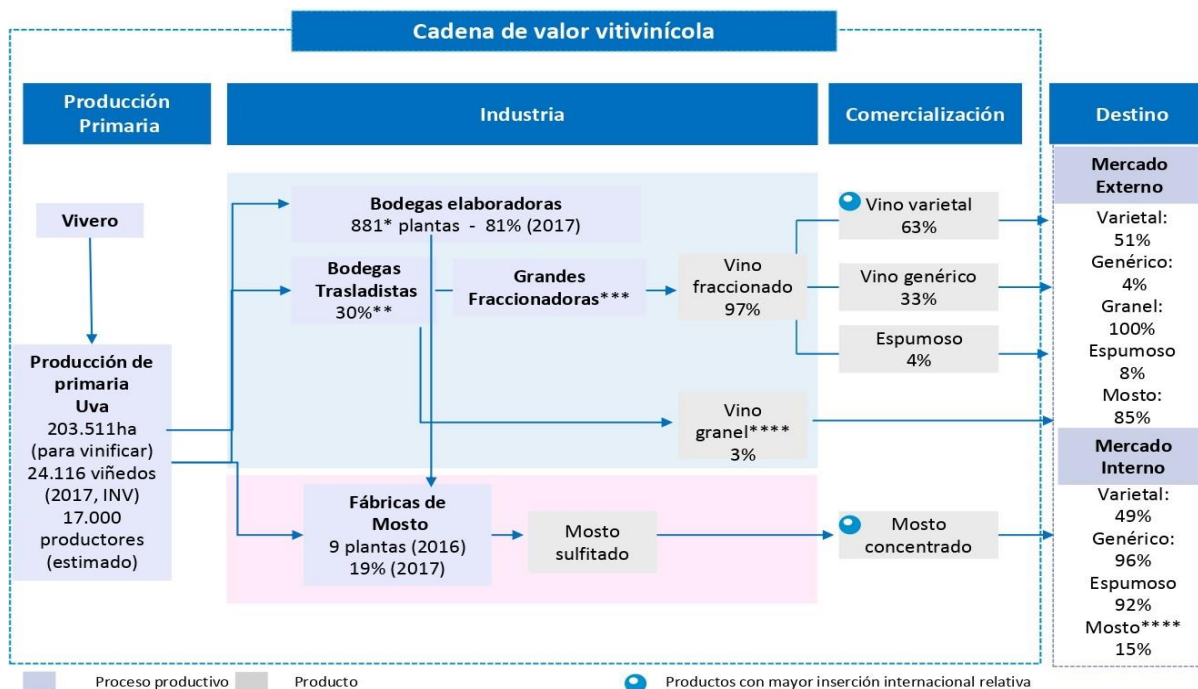 Cadena de valor vitivinícola
Producción
Primaria
Industria
Comercialización
Destino
Vivero
Producción de
primaria
Uva
203.511ha
(para vinificar)
24.116 viñedos
(2017, INV)
17.000
productores
(estimado)
Bodegas elaboradoras
881* plantas - 81% (2017)
Bodegas
Trasladistas
30%**
Grandes
Fraccionadoras***
Vino
fraccionado
97%
Vino
granel****
3%
Fábricas de
Mosto
9 plantas (2016)
19% (2017)
Mosto
sulfitado
Vino varietal
63%
Vino genérico
33%
Espumoso
4%
Mosto
concentrado
Mercado
Externo
Varietal:
51%
Genérico:
4%
Granel:
100%
Espumoso
8%
Mosto:
85%
Mercado
Interno
Varietal:
49%
Genérico:
96%
Espumoso
92%
Mosto****
15%
Proceso productivo
Producto
Productos con mayor inserción internacional relativa